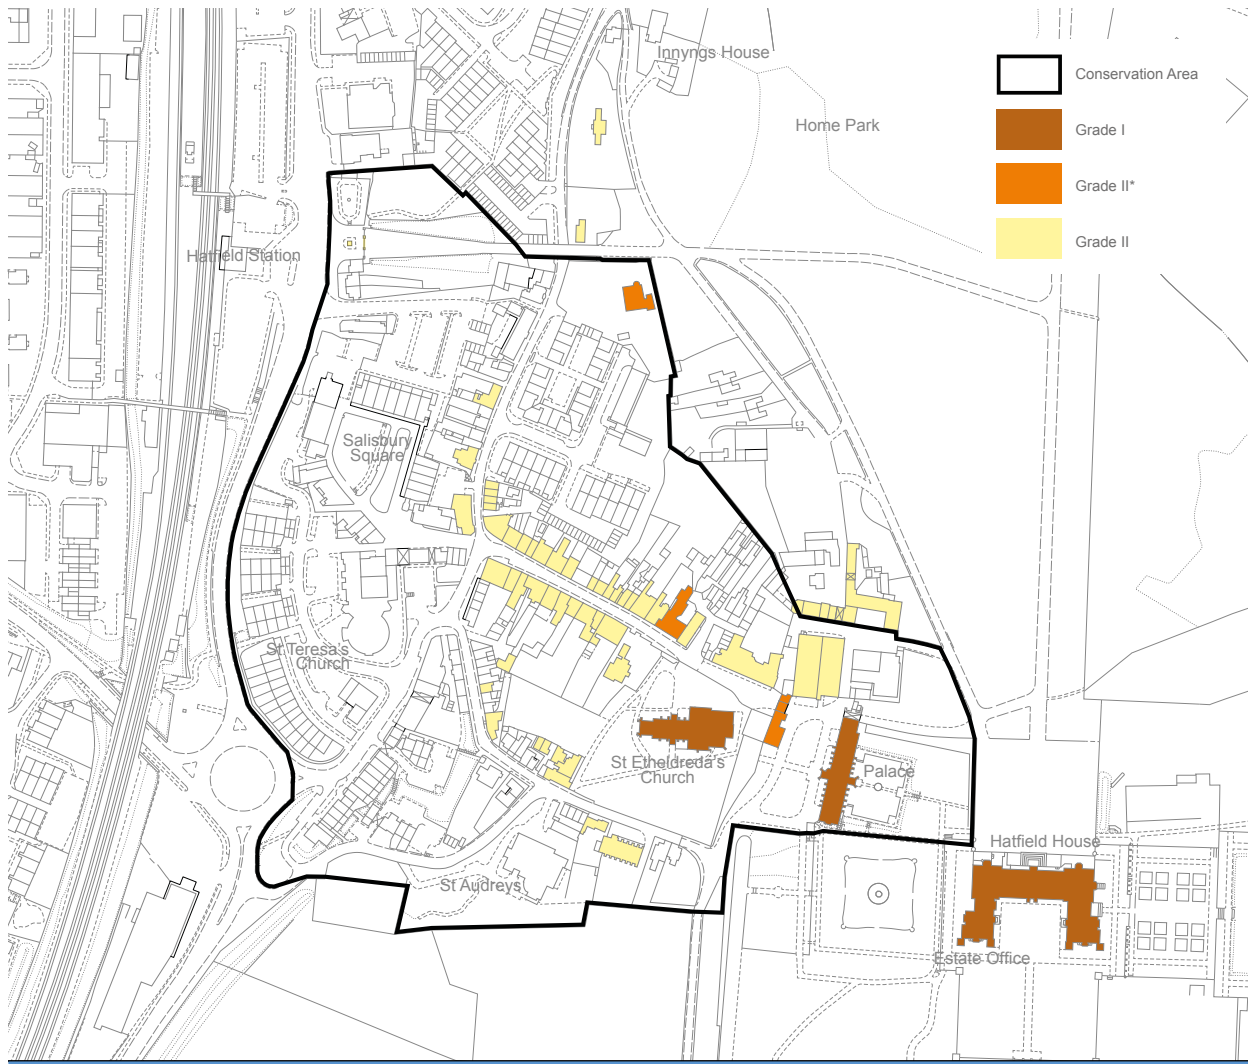 Innyngs House
Conservation Area
Home Park
Grade I
Grade II*
Grade II
Hatfield Station
Salisbury
Square
St Teresa's
Church
St Etheldreda's
Church
Palace
Hatfield House
St Audreys
Estate Office